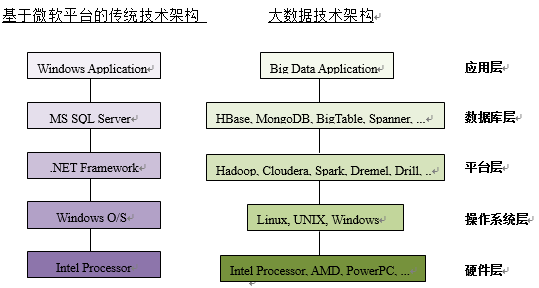 基于微软平台的传统技术架构
大数据技术架构
Windows Application
Big Data Application
应用层
MS SQL Server
HBase, MongoDB, BigTable, Spanner, ...
数据库层
.NET Framework
Hadoop, Cloudera, Spark, Dremel, Drill, ..
平台层
Windows O/S
Linux, UNIX, Windows
操作系统层
Intel Processor
Intel Processor, AMD, PowerPC, ...
硬件层